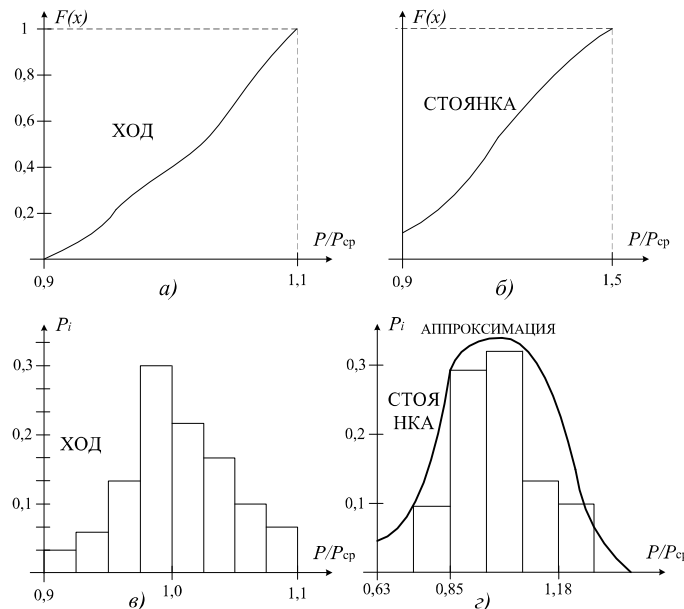 F(x)
1
0,8
0,6
0,4
0,2
ХОД
P/Pср
0,9
1,1
а)
F(x)
СТОЯНКА
P/Pср
0,9
1,5
б)
Pi
0,3
0,2
0,1
ХОД
P/Pср
0,9
1,0
1,1
в)
Pi
АППРОКСИМАЦИЯ
0,3
0,2
0,1
СТОЯ
НКА
P/Pср
0,63
0,85
1,18
г)